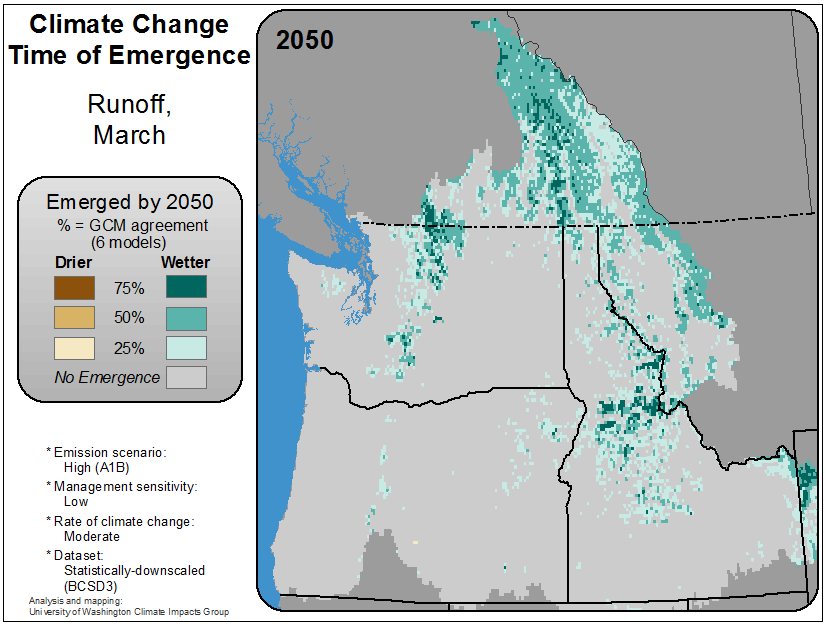 Climate Change
Time of Emergence
Runoff,
March
Emerged by 2050
% = GCM agreement
(6 models)
Drier Wetter
75%
50%
25%
No Emergence
* Emission scenario:
High (A1B)
* Management sensitivity:
Low
* Rate of climate change:
Moderate
* Dataset:
Statistically-downscaled
(BCSD3)
Analysis and mapping:
University of Washington Climate Impacts Group
2050